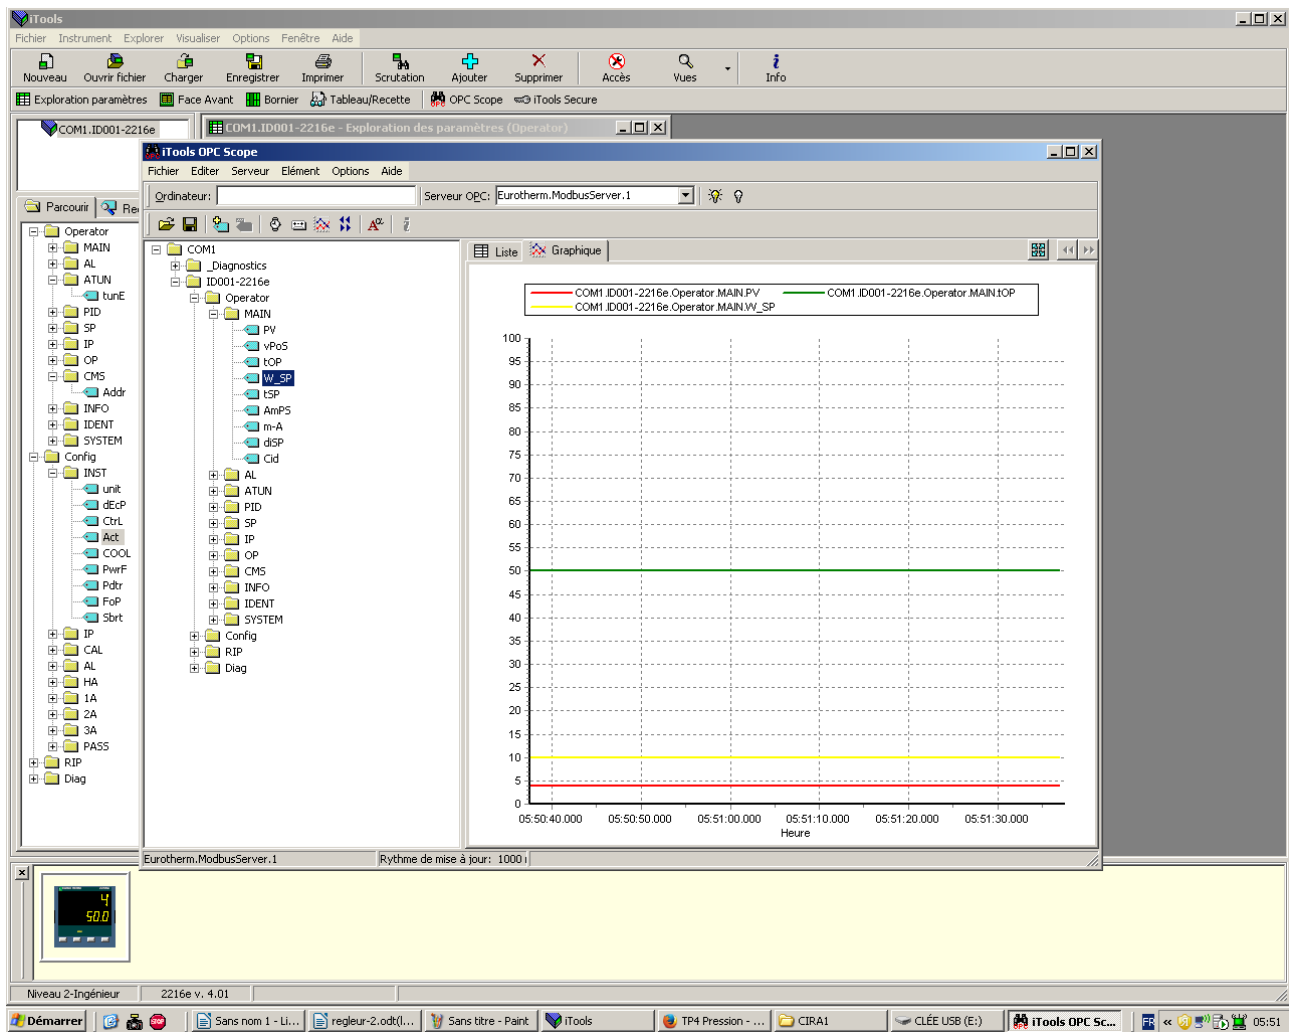 iTools
Fichier Instrument Explorer Visualiser Options Fenêtre Aide
Nouveau Ouvrir fichier Charger Enregistrer Imprimer Scrutation Ajouter Supprimer Accès Vues Info
Exploration paramètres Face Avant Bornier Tableau/Recette OPC Scope iTools Secure
COM1.ID001-2216e
COM1.ID001-2216e - Exploration des paramètres (Operator)
iTools OPC Scope
Fichier Editer Serveur Elément Options Aide
Ordinateur: Serveur OPC: Eurotherm.ModbusServer.1
Parcourir
Operator
MAIN
AL
ATUN
tunE
PID
SP
IP
OP
CMS
Addr
INFO
IDENT
SYSTEM
Config
INST
unit
dEcP
CtrL
Act
COOL
PwrF
Pdtr
FoP
Sbrt
IP
CAL
AL
HA
1A
2A
3A
PASS
RIP
Diag
COM1
_Diagnostics
ID001-2216e
Operator
MAIN
PV
vPoS
tOP
W_SP
tSP
AmPS
m-A
diSP
Cid
AL
ATUN
PID
SP
IP
OP
CMS
INFO
IDENT
SYSTEM
Config
RIP
Diag
Liste Graphique
COM1.ID001-2216e.Operator.MAIN.PV COM1.ID001-2216e.Operator.MAIN.tOP
COM1.ID001-2216e.Operator.MAIN.W_SP
100
95
90
85
80
75
70
65
60
55
50
45
40
35
30
25
20
15
10
5
0
05:50:40.000 05:50:50.000 05:51:00.000 05:51:10.000 05:51:20.000 05:51:30.000
Heure
Eurotherm.ModbusServer.1 Rythme de mise à jour: 1000
4
50.0
Niveau 2-Ingénieur 2216e v. 4.01
Démarrer Sans nom 1 - Li... regleur-2.odt(l... Sans titre - Paint iTools TP4 Pression - ... CIRA1 CLÉE USB (E:) iTools OPC Sc... FR « 05:51